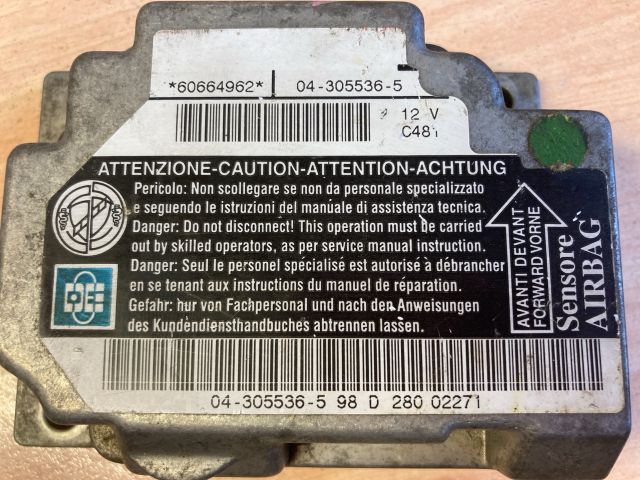 *60664962* 04-305536-5
12 V
C481
ATTENZIONE-CAUTION-ATTENTION-ACHTUNG
Pericolo: Non scollegare se non da personale specializzato
e seguendo le istruzioni del manuale di assistenza tecnica.
Danger: Do not disconnect! This operation must be carried
out by skilled operators, as per service manual instruction.
Danger: Seul le personel spécialisé est autorisé à débrancher
en se tenant aux instructions du manuel de réparation.
Gefahr: nur von Fachpersonal und nach den Anweisungen
des Kundendiensthandbuches abtrennen lassen.
AVANTI DEVANT
FORWARD VORNE
Sensore
AIRBAG
04-305536-5 98 D 280 02271